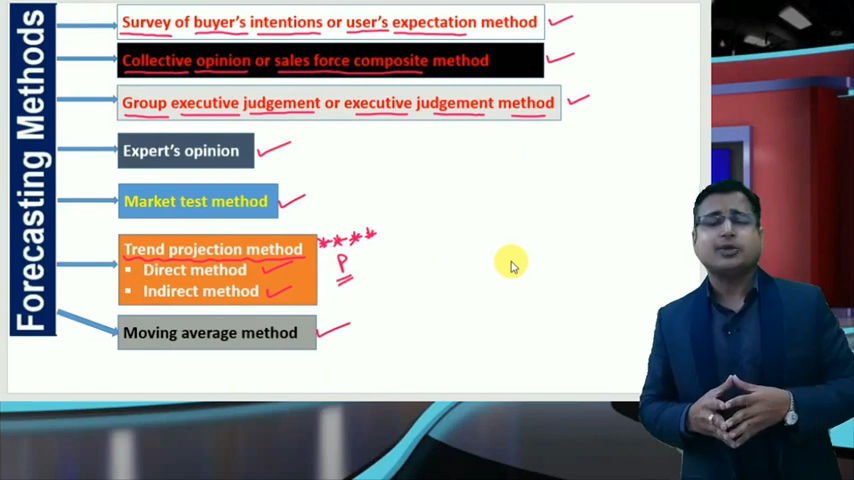 Forecasting Methods
Survey of buyer's intentions or user's expectation method
Collective opinion or sales force composite method
Group executive judgement or executive judgement method
Expert's opinion
Market test method
Trend projection method
▪ Direct method
▪ Indirect method
P
Moving average method